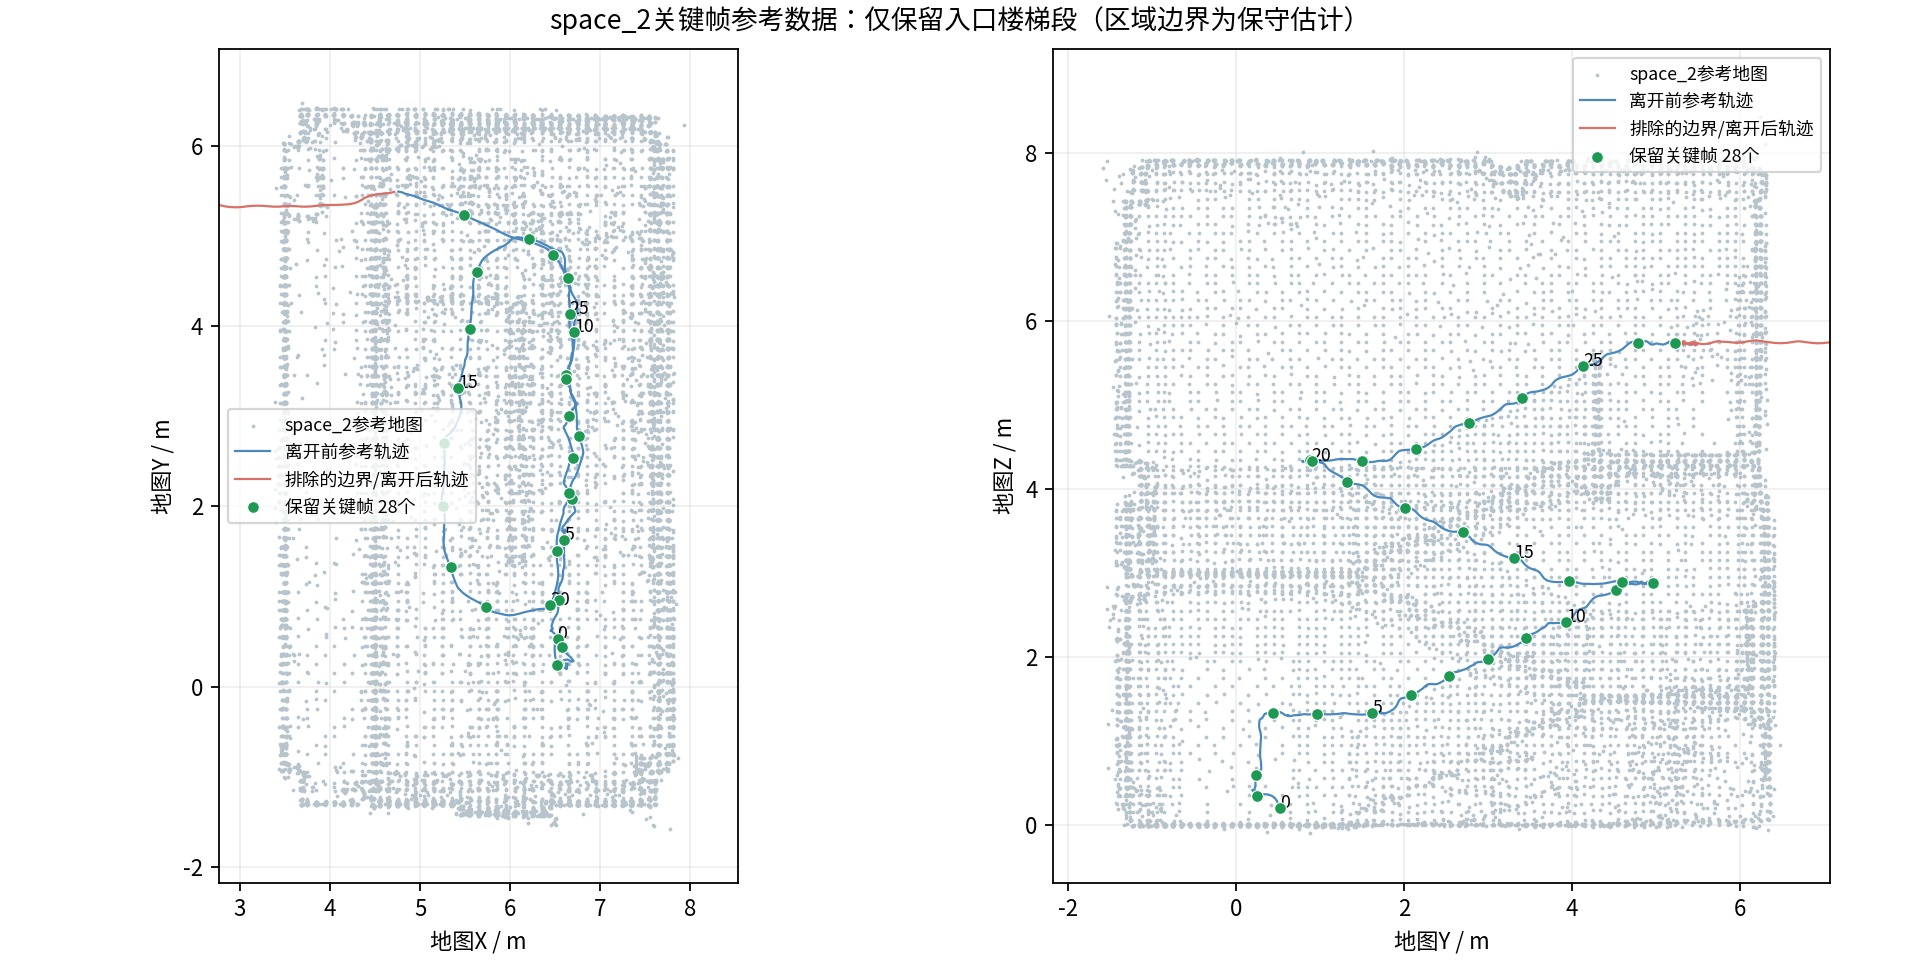 space_2关键帧参考数据：仅保留入口楼梯段（区域边界为保守估计）
6
4
2
0
-2
3
4
5
6
7
8
地图X / m
地图Y / m
25
10
15
5
20
0
space_2参考地图
离开前参考轨迹
排除的边界/离开后轨迹
保留关键帧 28个
8
6
4
2
0
-2
0
2
4
6
地图Y / m
地图Z / m
space_2参考地图
离开前参考轨迹
排除的边界/离开后轨迹
保留关键帧 28个
25
20
15
10
5
0